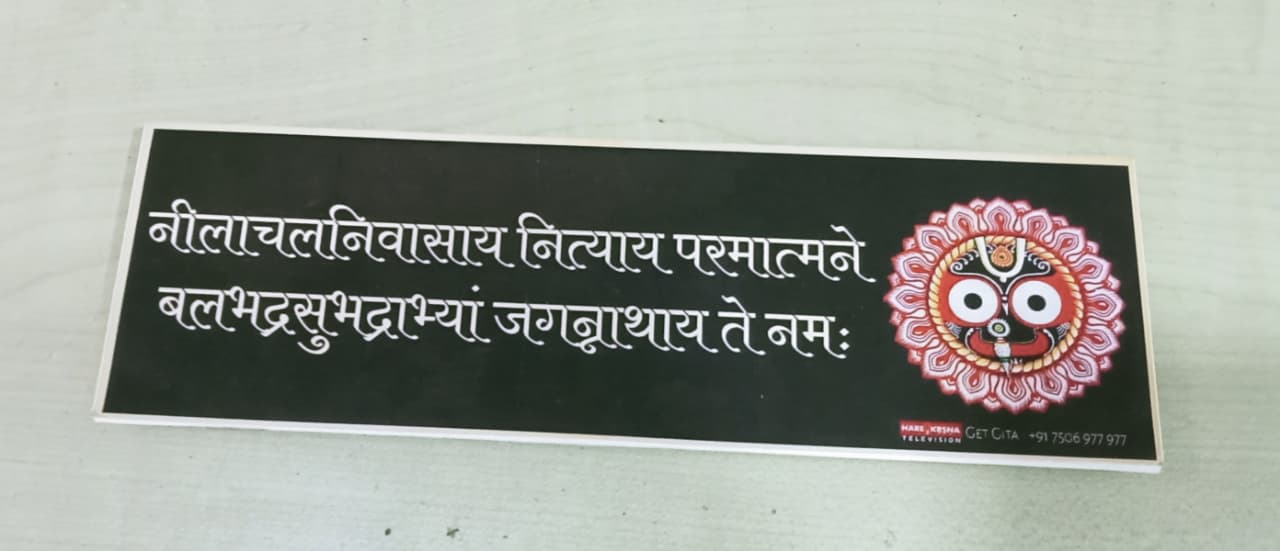 नीलाचलनिवासाय नित्याय परमात्मने
बलभद्रसुभद्राभ्यां जगन्नाथाय ते नमः
HARE KRSNA
TELEVISION
GET GITA +91 7506 977 977